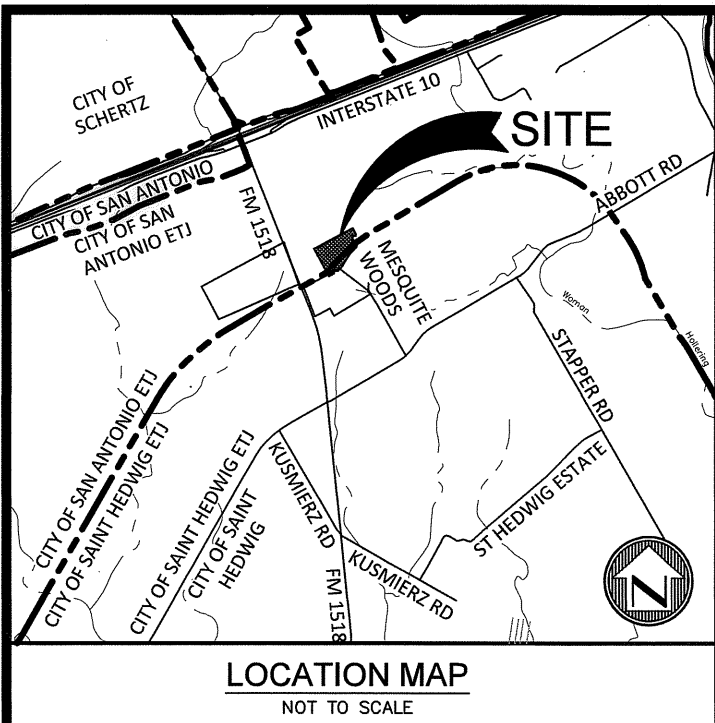 CITY OF
SCHERTZ
INTERSTATE 10
SITE
CITY OF SAN ANTONIO
CITY OF SAN
ANTONIO ETJ
FM 1518
ABBOTT RD
MESQUITE
WOODS
Woman
Hollering
STAPPER RD
CITY OF SAN ANTONIO ETJ
CITY OF SAINT HEDWIG ETJ
CITY OF SAINT HEDWIG ETJ
CITY OF SAINT
HEDWIG
KUSMIERZ RD
ST HEDWIG ESTATE
KUSMIERZ RD
FM 1518
N
LOCATION MAP
NOT TO SCALE